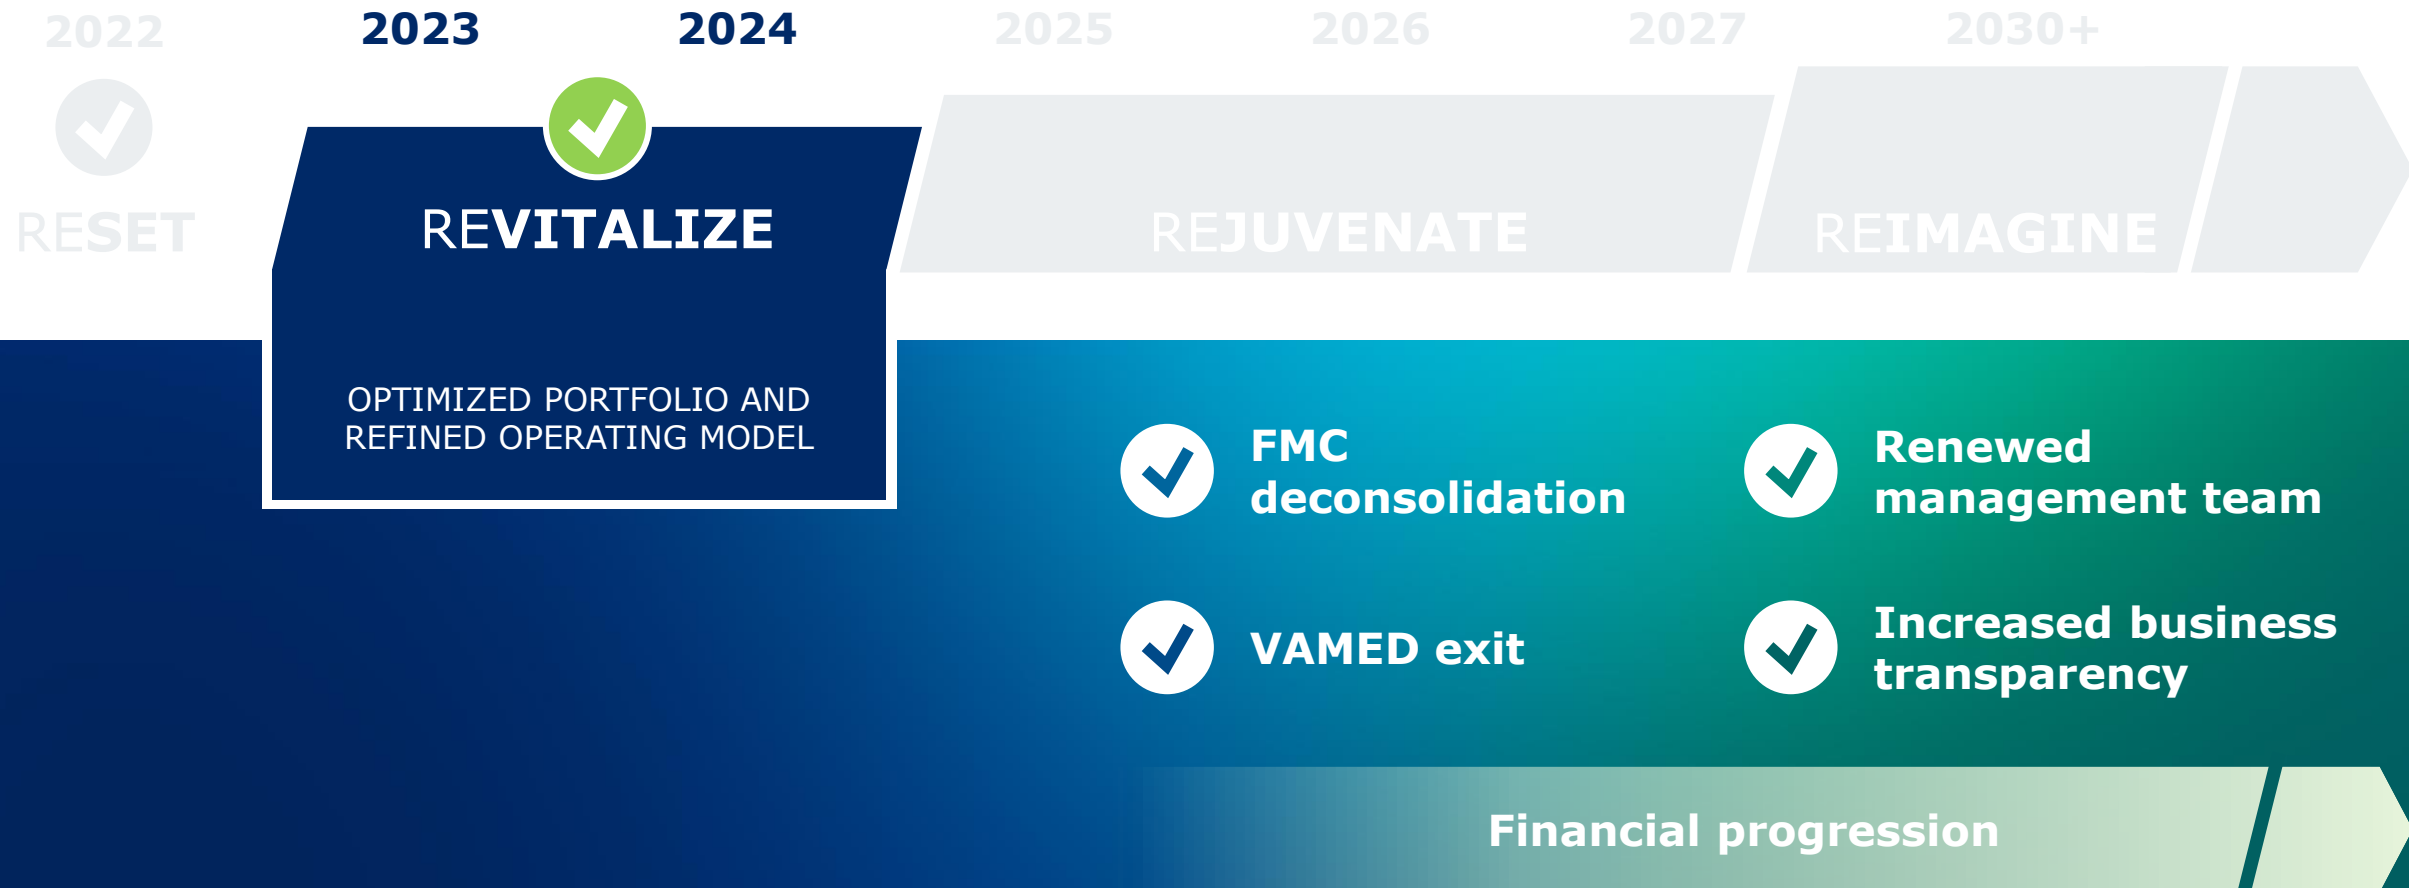 2022
2023
2024
2025
2026
2027
2030+
RESET
REVITALIZE
REJUVENATE
REIMAGINE
OPTIMIZED PORTFOLIO AND
REFINED OPERATING MODEL
FMC
deconsolidation
Renewed
management team
VAMED exit
Increased business
transparency
Financial progression